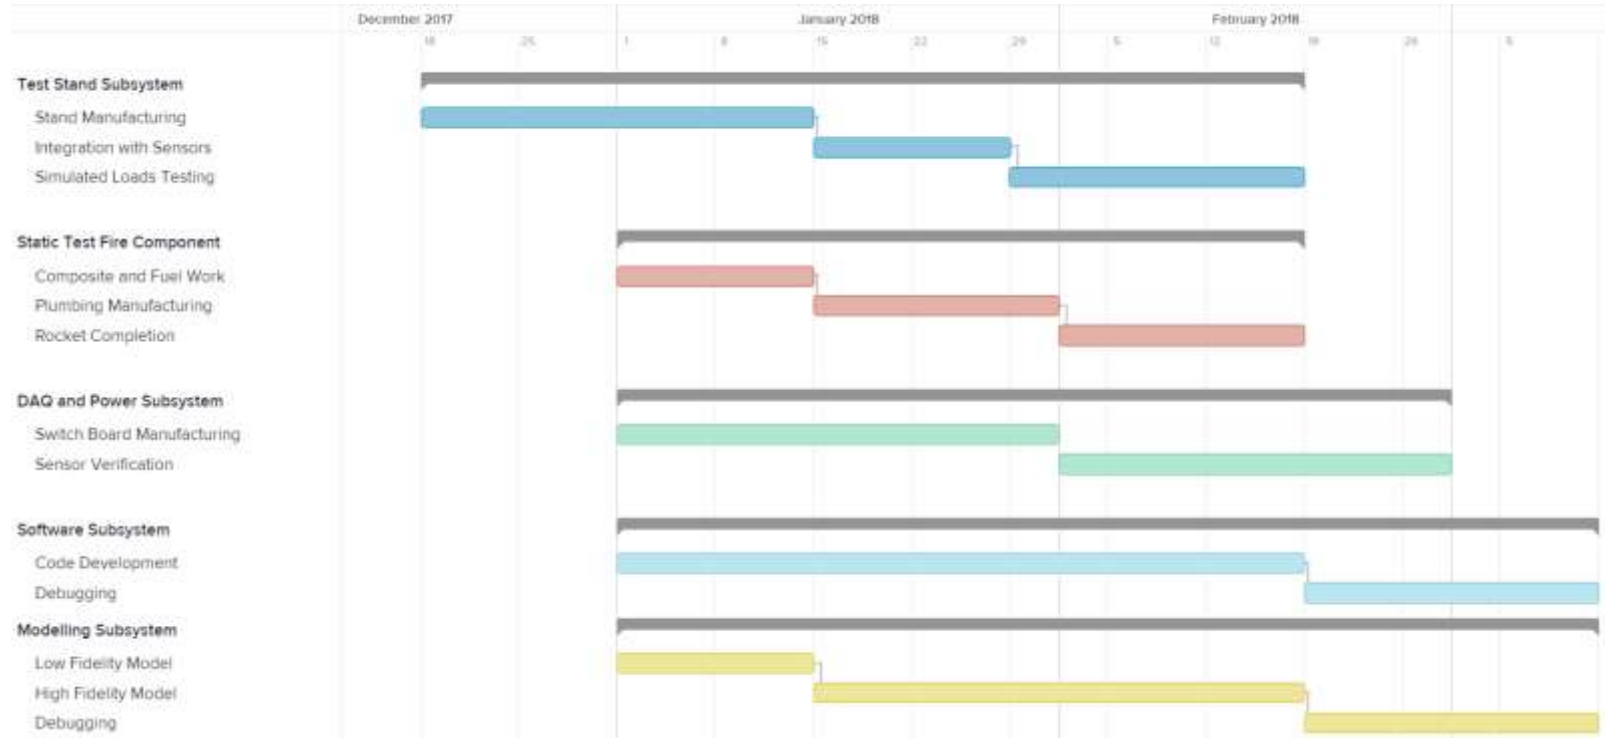 December 2017 January 2018 February 2018
18 25 1 8 15 22 29 5 12 19 26 5
Test Stand Subsystem
Stand Manufacturing
Integration with Sensors
Simulated Loads Testing
Static Test Fire Component
Composite and Fuel Work
Plumbing Manufacturing
Rocket Completion
DAQ and Power Subsystem
Switch Board Manufacturing
Sensor Verification
Software Subsystem
Code Development
Debugging
Modelling Subsystem
Low Fidelity Model
High Fidelity Model
Debugging